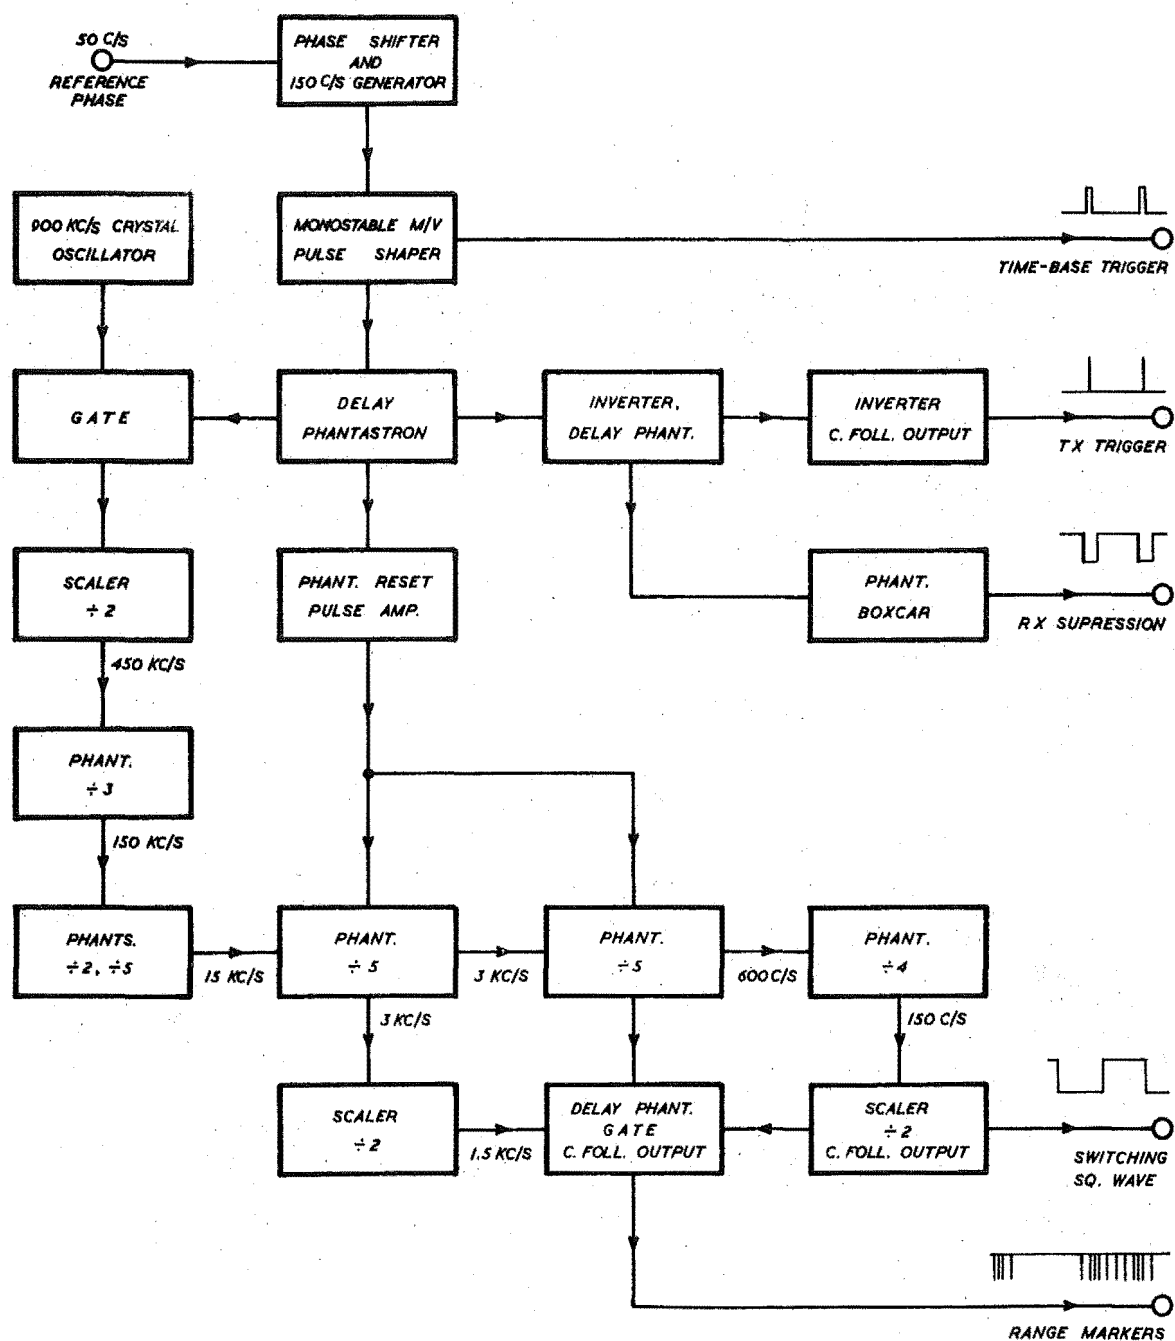 50 C/S
REFERENCE
PHASE
PHASE SHIFTER
AND
150 C/S GENERATOR
900 KC/S CRYSTAL
OSCILLATOR
MONOSTABLE M/V
PULSE SHAPER
TIME-BASE TRIGGER
GATE
DELAY
PHANTASTRON
INVERTER,
DELAY PHANT.
INVERTER
C. FOLL. OUTPUT
TX TRIGGER
SCALER
÷2
PHANT. RESET
PULSE AMP.
PHANT.
BOXCAR
RX SUPRESSION
450 KC/S
PHANT.
÷3
150 KC/S
PHANTS.
÷2, ÷5
15 KC/S
PHANT.
÷5
3 KC/S
PHANT.
÷5
600 C/S
PHANT.
÷4
3 KC/S
150 C/S
SCALER
÷2
1.5 KC/S
DELAY PHANT.
GATE
C. FOLL. OUTPUT
SCALER
÷2
C. FOLL. OUTPUT
SWITCHING
SQ. WAVE
RANGE MARKERS